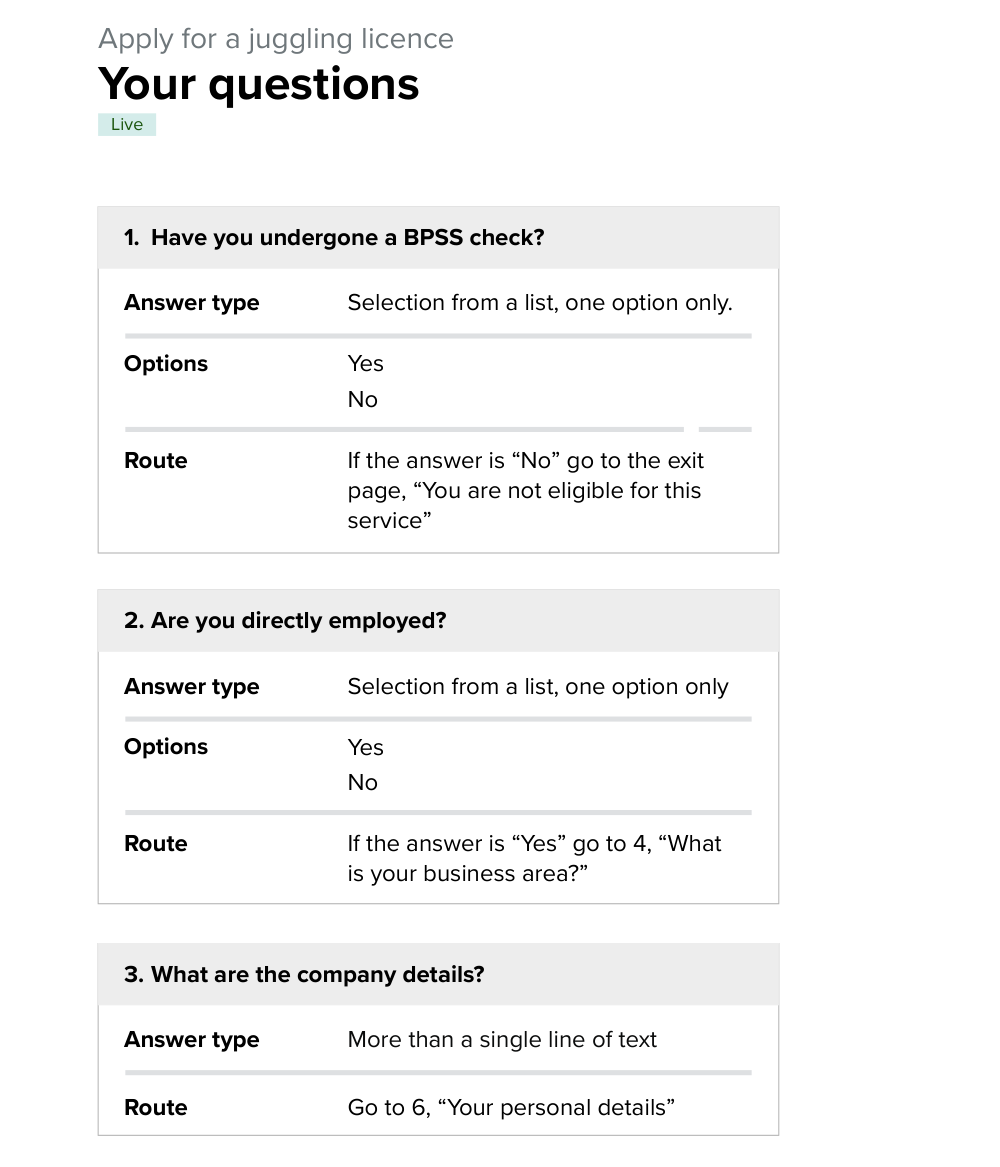 Apply for a juggling licence
Your questions
Live
1. Have you undergone a BPSS check?
Answer type Selection from a list, one option only.
Options Yes
No
Route If the answer is “No” go to the exit
page, “You are not eligible for this
service”
2. Are you directly employed?
Answer type Selection from a list, one option only
Options Yes
No
Route If the answer is “Yes” go to 4, “What
is your business area?”
3. What are the company details?
Answer type More than a single line of text
Route Go to 6, “Your personal details”